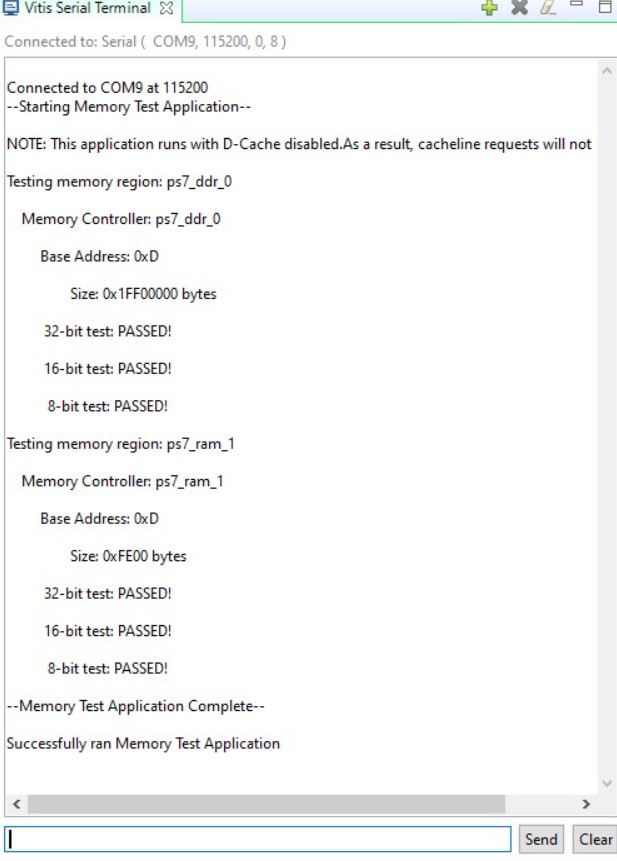 Vitis Serial Terminal
Connected to: Serial ( COM9, 115200, 0, 8 )
Connected to COM9 at 115200
--Starting Memory Test Application--
NOTE: This application runs with D-Cache disabled.As a result, cacheline requests will not
Testing memory region: ps7_ddr_0
Memory Controller: ps7_ddr_0
Base Address: 0xD
Size: 0x1FF00000 bytes
32-bit test: PASSED!
16-bit test: PASSED!
8-bit test: PASSED!
Testing memory region: ps7_ram_1
Memory Controller: ps7_ram_1
Base Address: 0xD
Size: 0xFE00 bytes
32-bit test: PASSED!
16-bit test: PASSED!
8-bit test: PASSED!
--Memory Test Application Complete--
Successfully ran Memory Test Application
Send Clear